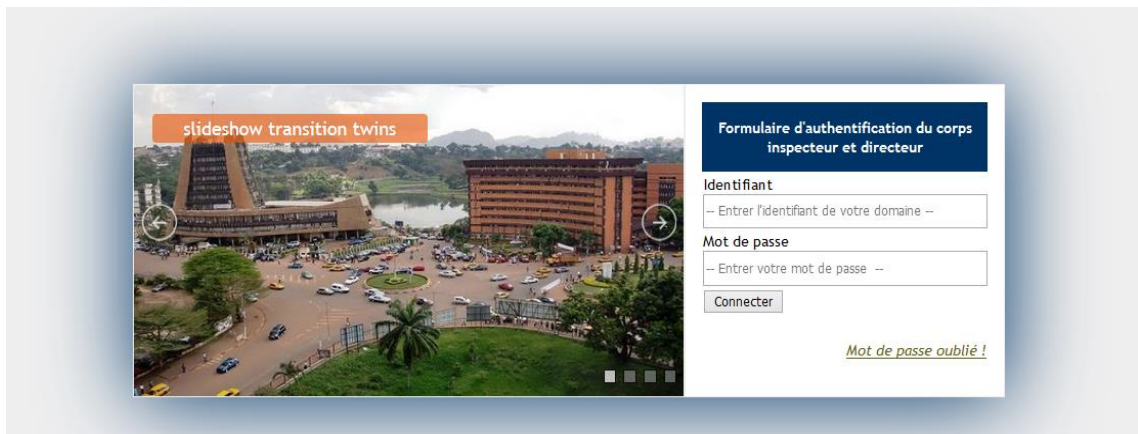 slideshow transition twins
Formulaire d'authentification du corps
inspecteur et directeur
Identifiant
-- Entrer l'identifiant de votre domaine --
Mot de passe
-- Entrer votre mot de passe --
Connecter
Mot de passe oublié !